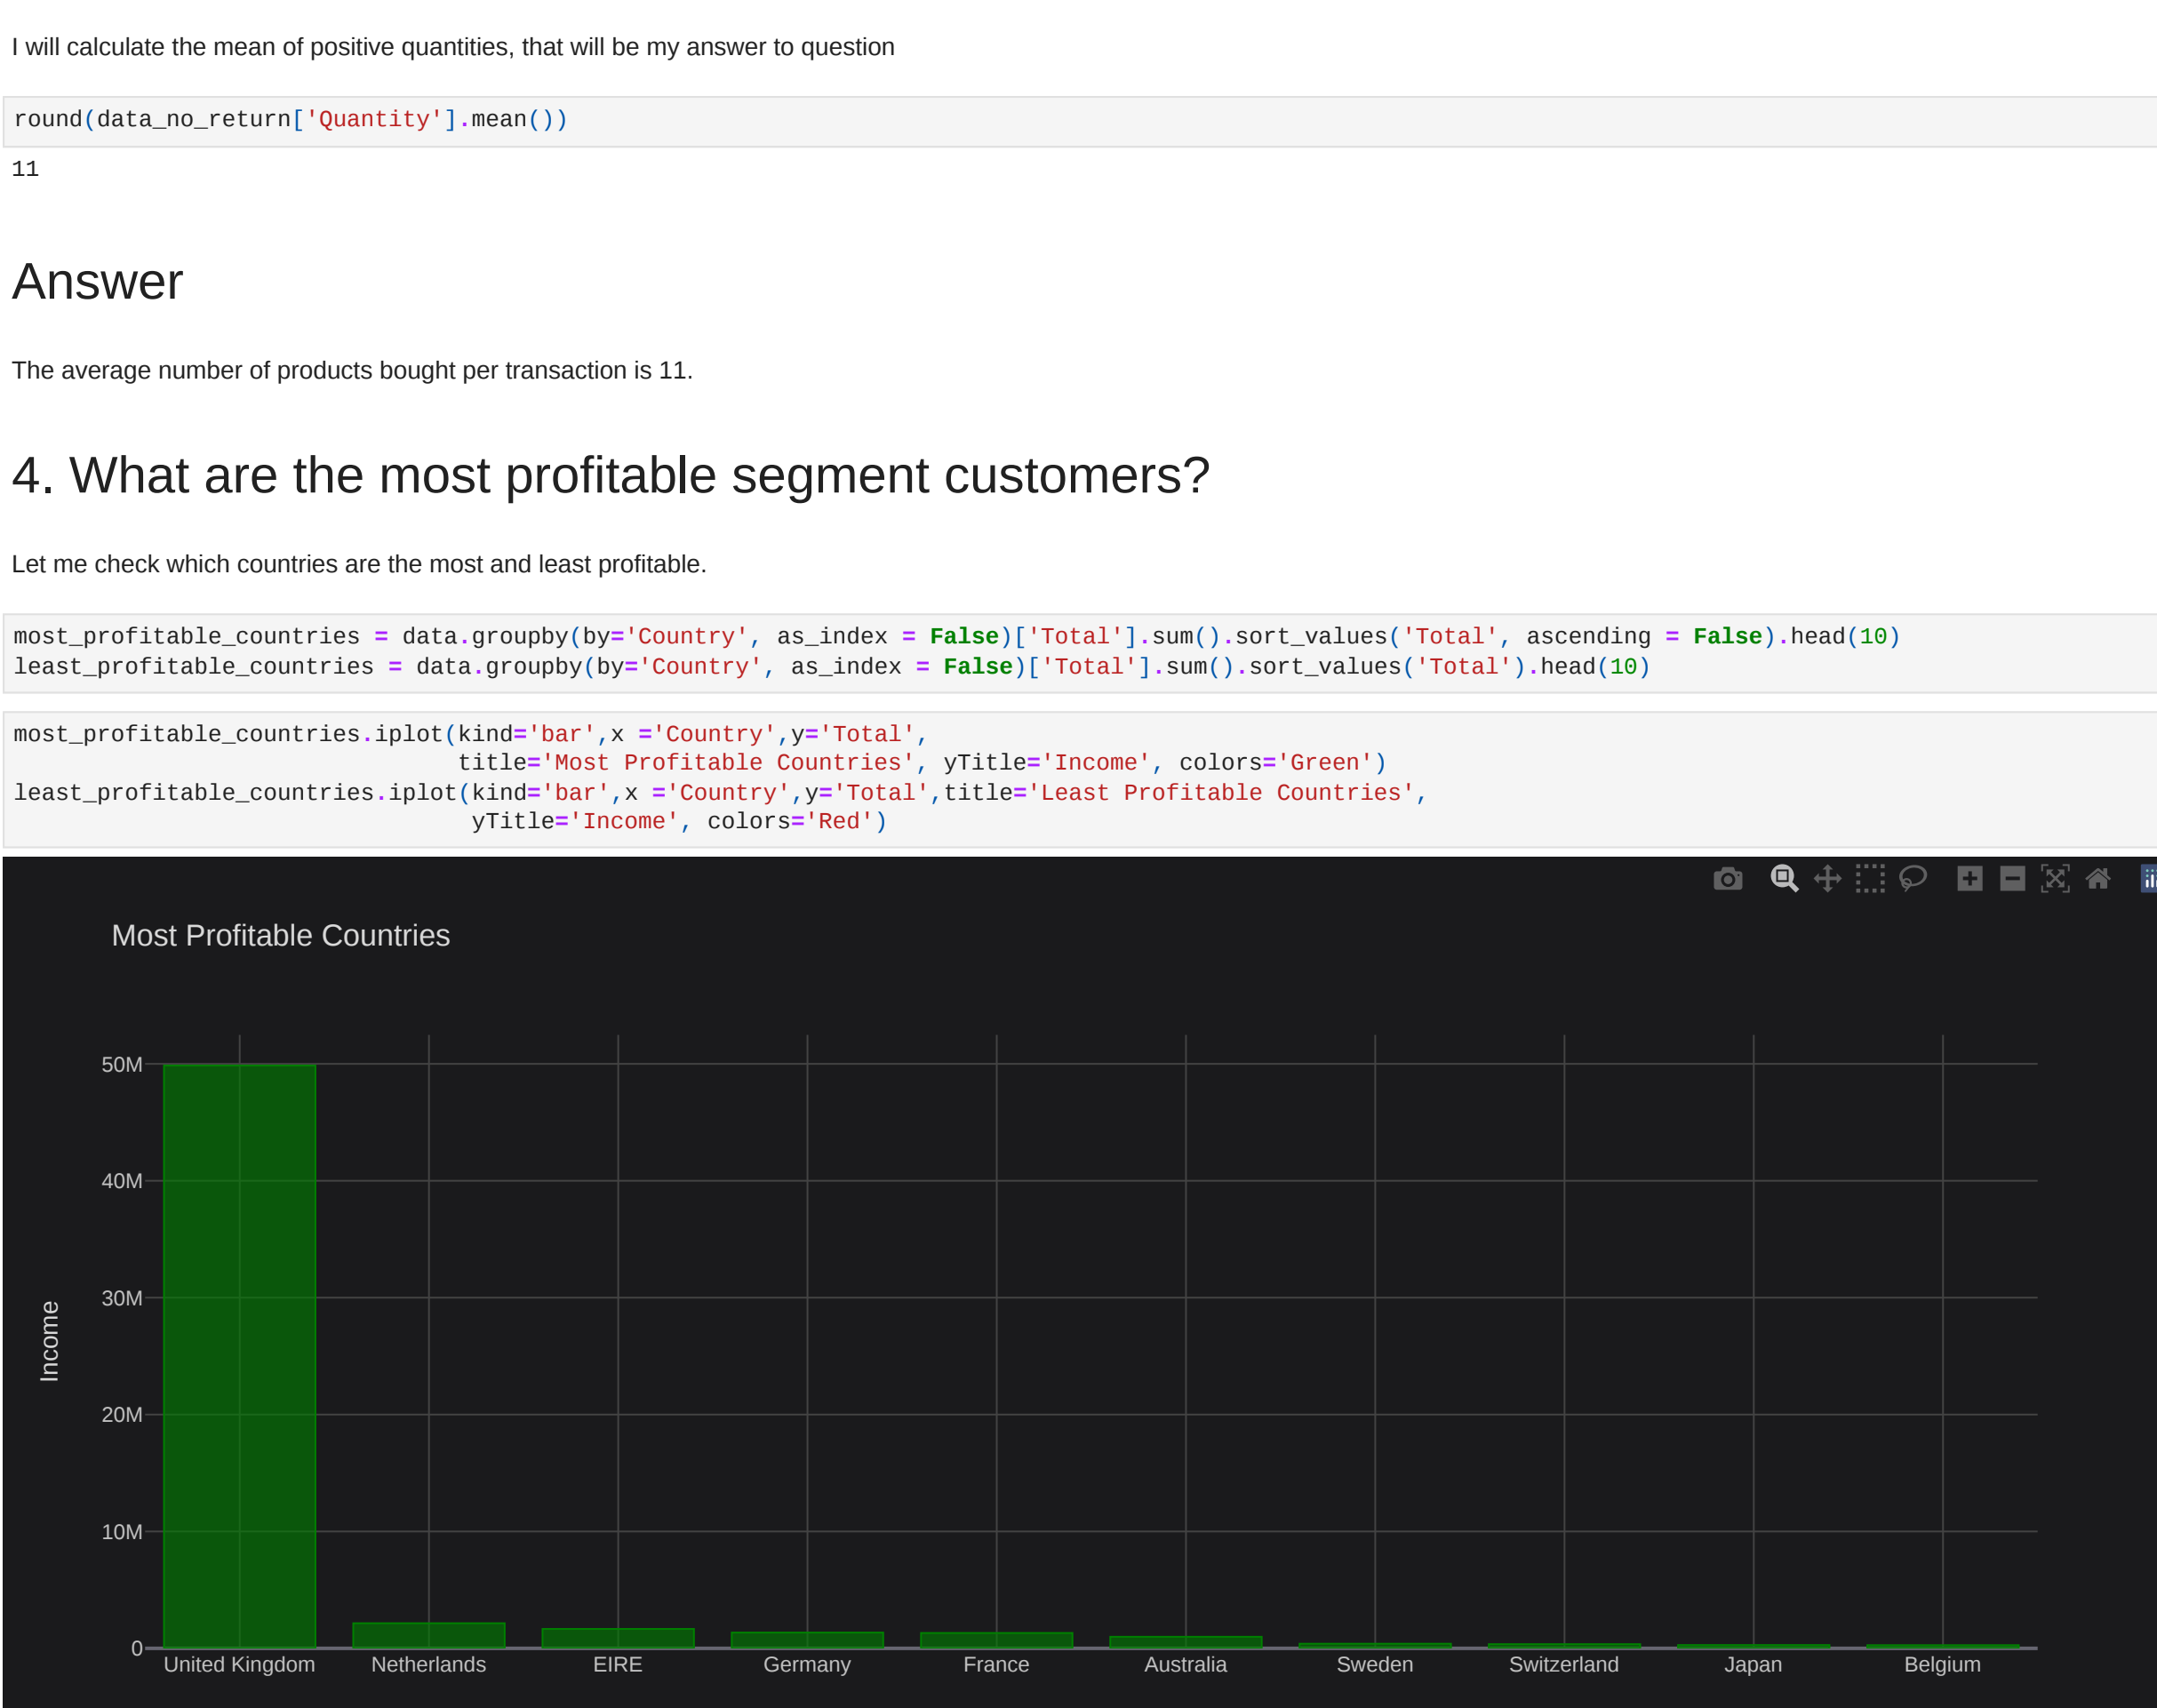 I will calculate the mean of positive quantities, that will be my answer to question
round(data_no_return['Quantity'].mean())
11
Answer
The average number of products bought per transaction is 11.
4. What are the most profitable segment customers?
Let me check which countries are the most and least profitable.
most_profitable_countries = data.groupby(by='Country', as_index = False)['Total'].sum().sort_values('Total', ascending = False).head(10)
least_profitable_countries = data.groupby(by='Country', as_index = False)['Total'].sum().sort_values('Total').head(10)
most_profitable_countries.iplot(kind='bar',x ='Country',y='Total',
title='Most Profitable Countries', yTitle='Income', colors='Green')
least_profitable_countries.iplot(kind='bar',x ='Country',y='Total',title='Least Profitable Countries',
yTitle='Income', colors='Red')
Most Profitable Countries
50M
40M
30M
20M
10M
0
Income
United Kingdom Netherlands EIRE Germany France Australia Sweden Switzerland Japan Belgium